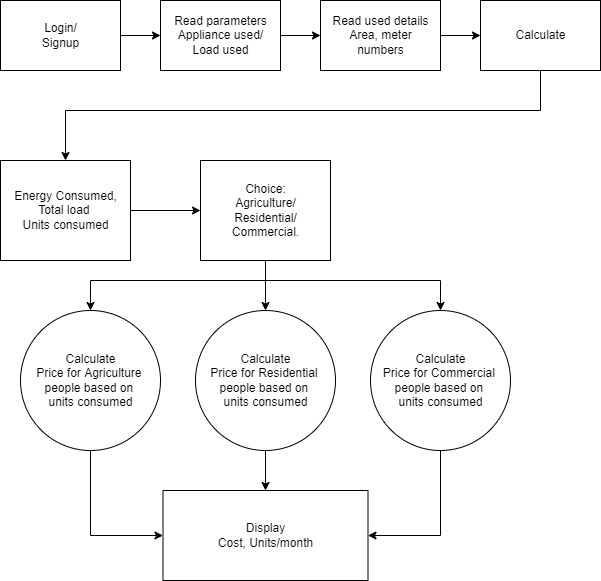 Login/
Signup
Read parameters
Appliance used/
Load used
Read used details
Area, meter
numbers
Calculate
Energy Consumed,
Total load
Units consumed
Choice:
Agriculture/
Residential/
Commercial.
Calculate
Price for Agriculture
people based on
units consumed
Calculate
Price for Residential
people based on
units consumed
Calculate
Price for Commercial
people based on
units consumed
Display
Cost, Units/month